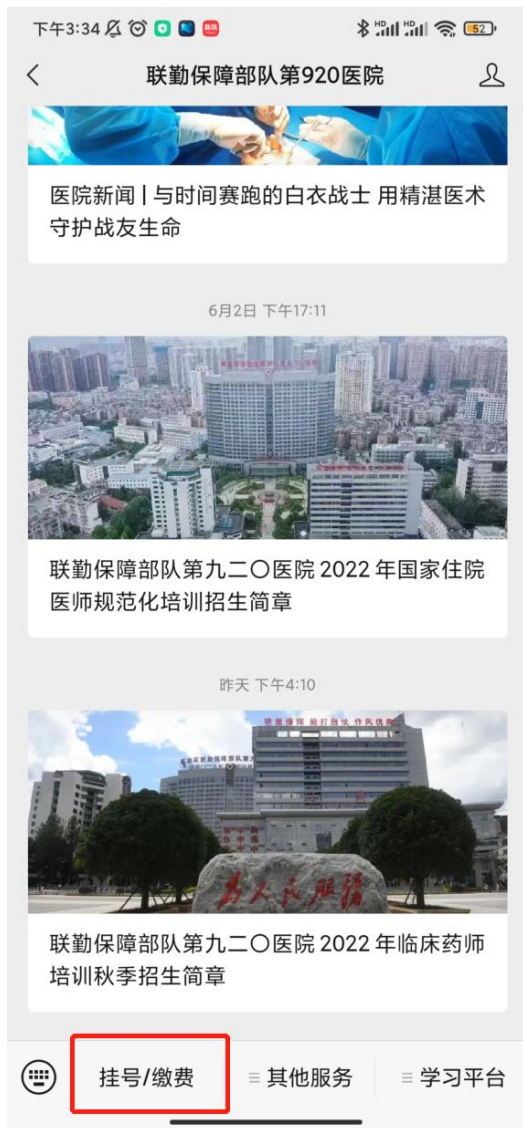 下午3:34
52
联勤保障部队第920医院
医院新闻 | 与时间赛跑的白衣战士 用精湛医术
守护战友生命
6月2日 下午17:11
联勤保障部队第九二〇医院 2022 年国家住院
医师规范化培训招生简章
昨天 下午4:10
为人民服务
联勤保障部队第九二〇医院 2022 年临床药师
培训秋季招生简章
挂号/缴费
其他服务
学习平台